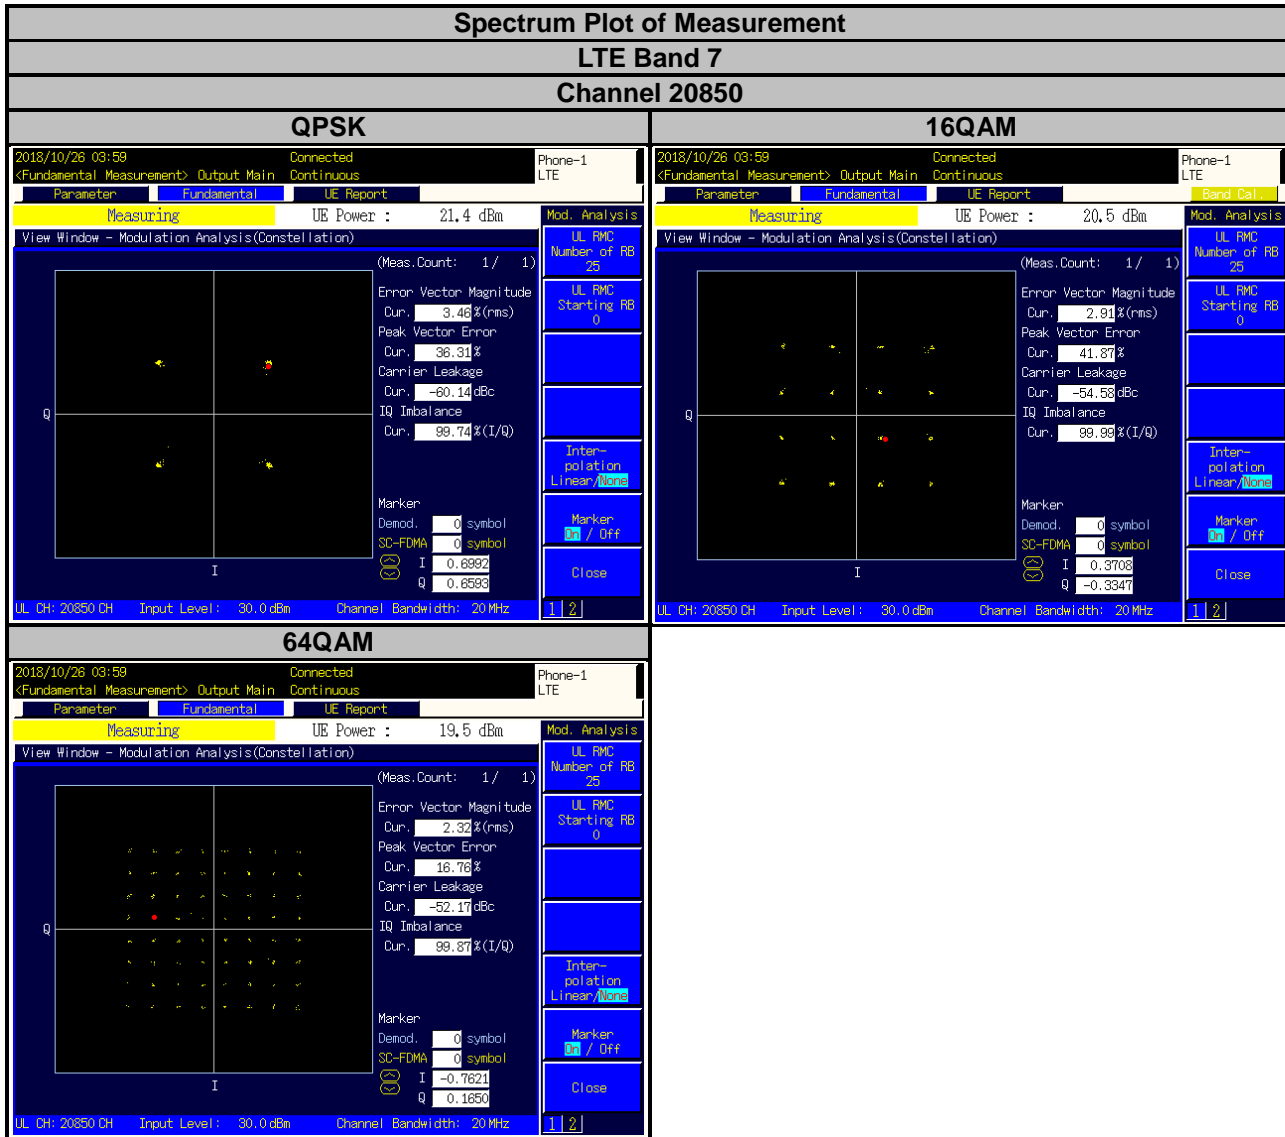 Spectrum Plot of Measurement
LTE Band 7
Channel 20850
QPSK
2018/10/26 03:59 Connected Phone-1
<Fundamental Measurement> Output Main Continuous LTE
Parameter Fundamental UE Report
Measuring UE Power : 21.4 dBm Mod. Analysis
View Window - Modulation Analysis(Constellation)
(Meas.Count: 1/ 1)
Error Vector Magnitude
Cur. 3.46 %(rms)
Peak Vector Error
Cur. 36.31 %
Carrier Leakage
Cur. -60.14 dBc
IQ Imbalance
Cur. 99.74 %(I/Q)
Q
I
Marker
Demod. 0 symbol
SC-FDMA 0 symbol
I 0.6992
Q 0.6593
UL RMC
Number of RB
25
UL RMC
Starting RB
0
Inter-
polation
Linear/None
Marker
On / Off
Close
UL CH: 20850 CH Input Level: 30.0 dBm Channel Bandwidth: 20 MHz 1 2
16QAM
2018/10/26 03:59 Connected Phone-1
<Fundamental Measurement> Output Main Continuous LTE
Parameter Fundamental UE Report Band Cal.
Measuring UE Power : 20.5 dBm Mod. Analysis
View Window - Modulation Analysis(Constellation)
(Meas.Count: 1/ 1)
Error Vector Magnitude
Cur. 2.91 %(rms)
Peak Vector Error
Cur. 41.87 %
Carrier Leakage
Cur. -54.58 dBc
IQ Imbalance
Cur. 99.99 %(I/Q)
Q
I
Marker
Demod. 0 symbol
SC-FDMA 0 symbol
I 0.3708
Q -0.3347
UL RMC
Number of RB
25
UL RMC
Starting RB
0
Inter-
polation
Linear/None
Marker
On / Off
Close
UL CH: 20850 CH Input Level: 30.0 dBm Channel Bandwidth: 20 MHz 1 2
64QAM
2018/10/26 03:59 Connected Phone-1
<Fundamental Measurement> Output Main Continuous LTE
Parameter Fundamental UE Report
Measuring UE Power : 19.5 dBm Mod. Analysis
View Window - Modulation Analysis(Constellation)
(Meas.Count: 1/ 1)
Error Vector Magnitude
Cur. 2.32 %(rms)
Peak Vector Error
Cur. 16.76 %
Carrier Leakage
Cur. -52.17 dBc
IQ Imbalance
Cur. 99.87 %(I/Q)
Q
I
Marker
Demod. 0 symbol
SC-FDMA 0 symbol
I -0.7621
Q 0.1650
UL RMC
Number of RB
25
UL RMC
Starting RB
0
Inter-
polation
Linear/None
Marker
On / Off
Close
UL CH: 20850 CH Input Level: 30.0 dBm Channel Bandwidth: 20 MHz 1 2